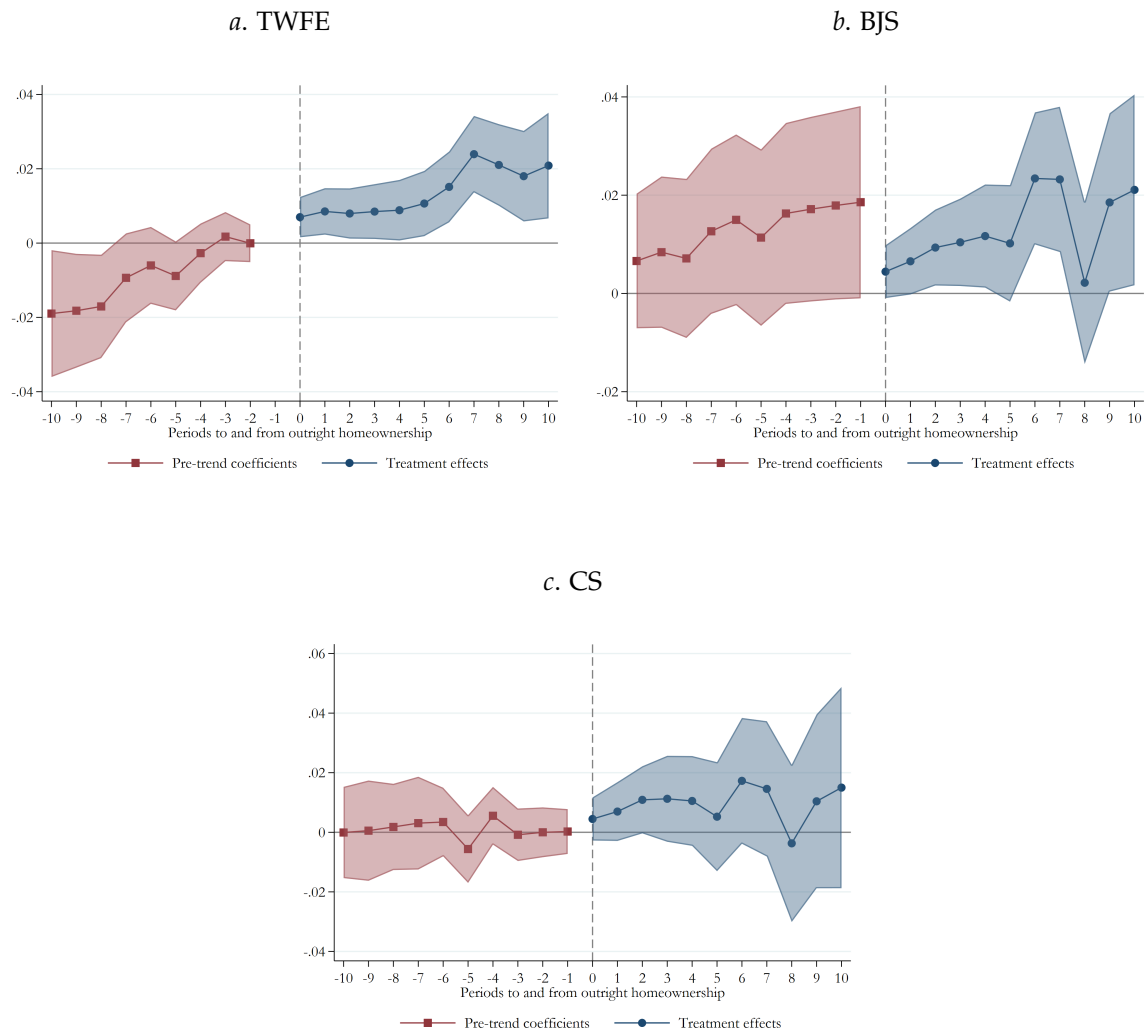 a. TWFE
.04
.02
0
-.02
-.04
-10 -9 -8 -7 -6 -5 -4 -3 -2 -1 0 1 2 3 4 5 6 7 8 9 10
Periods to and from outright homeownership
Pre-trend coefficients Treatment effects
b. BJS
.04
.02
0
-.02
-10 -9 -8 -7 -6 -5 -4 -3 -2 -1 0 1 2 3 4 5 6 7 8 9 10
Periods to and from outright homeownership
Pre-trend coefficients Treatment effects
c. CS
.06
.04
.02
0
-.02
-.04
-10 -9 -8 -7 -6 -5 -4 -3 -2 -1 0 1 2 3 4 5 6 7 8 9 10
Periods to and from outright homeownership
Pre-trend coefficients Treatment effects